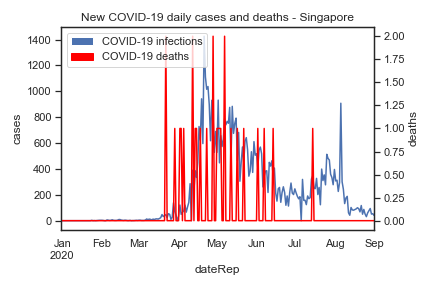 New COVID-19 daily cases and deaths - Singapore
COVID-19 infections
COVID-19 deaths
1400
1200
1000
800
600
400
200
0
cases
2.00
1.75
1.50
1.25
1.00
0.75
0.50
0.25
0.00
deaths
Jan Feb Mar Apr May Jun Jul Aug Sep
2020
dateRep